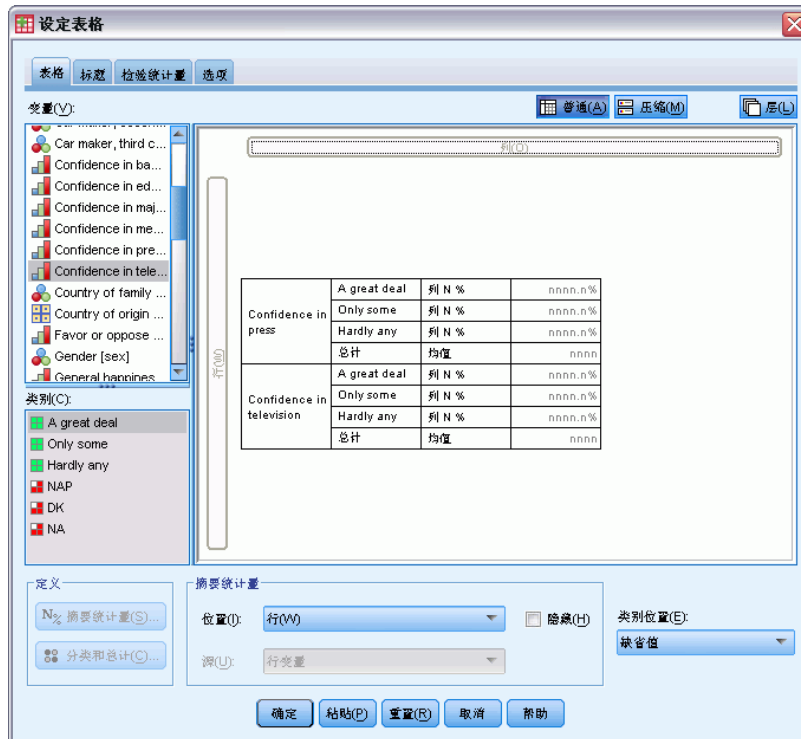 设定表格
表格 标题 检验统计量 选项
变量(V):
普通(A) 压缩(M) 层(L)
Car maker, third c...
Confidence in ba...
Confidence in ed...
Confidence in maj...
Confidence in me...
Confidence in pre...
Confidence in tele...
Country of family ...
Country of origin ...
Favor or oppose ...
Gender [sex]
General happines
类别(C):
A great deal
Only some
Hardly any
NAP
DK
NA
列(O)
行(W)
Confidence in press
A great deal 列 N % nnnn.n%
Only some 列 N % nnnn.n%
Hardly any 列 N % nnnn.n%
总计 均值 nnnn
Confidence in television
A great deal 列 N % nnnn.n%
Only some 列 N % nnnn.n%
Hardly any 列 N % nnnn.n%
总计 均值 nnnn
定义
N% 摘要统计量(S)...
分类和总计(C)...
摘要统计量
位置(I): 行(W) 隐藏(H)
源(U): 行变量
类别位置(E):
缺省值
确定 粘贴(P) 重置(R) 取消 帮助